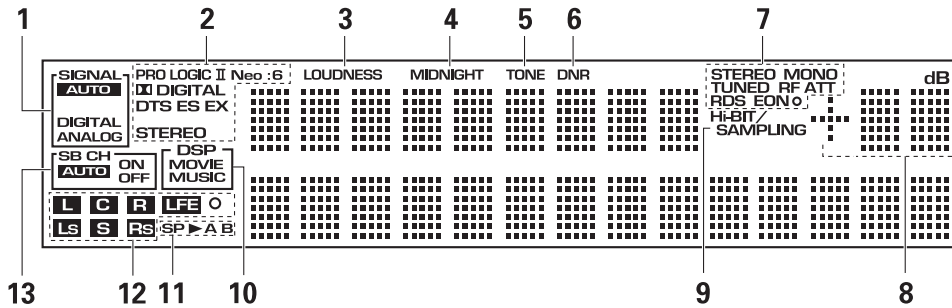 1 2 3 4 5 6 7
SIGNAL PRO LOGIC II Neo :6 LOUDNESS MIDNIGHT TONE DNR STEREO MONO dB
AUTO DIGITAL TUNED RF ATT
DTS ES EX RDS EON
DIGITAL Hi-BIT/
ANALOG STEREO SAMPLING
SB CH ON DSP
AUTO OFF MOVIE
MUSIC
L C R LFE
LS S RS SP ► A B
13 12 11 10 9 8